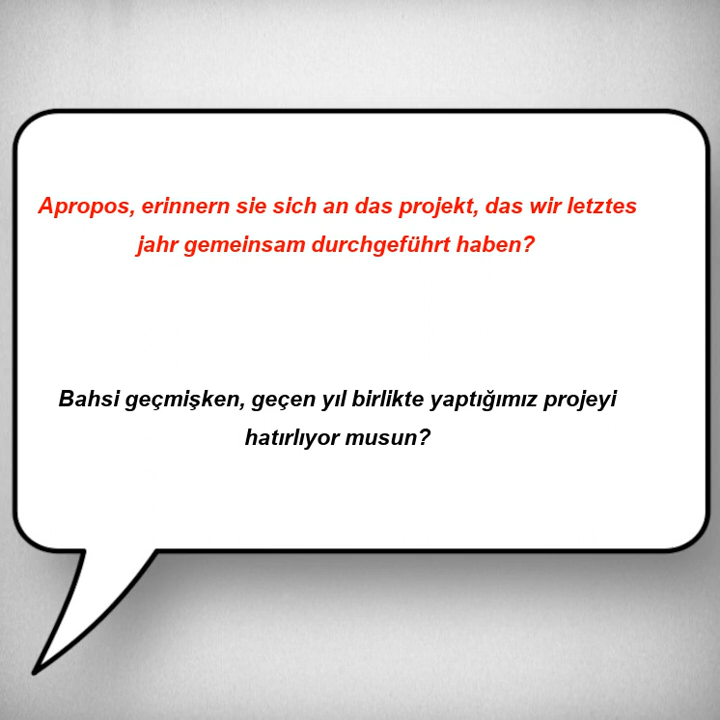 Apropos, erinnern sie sich an das projekt, das wir letztes
jahr gemeinsam durchgeführt haben?
Bahsi geçmişken, geçen yıl birlikte yaptığımız projeyi
hatırlıyor musun?